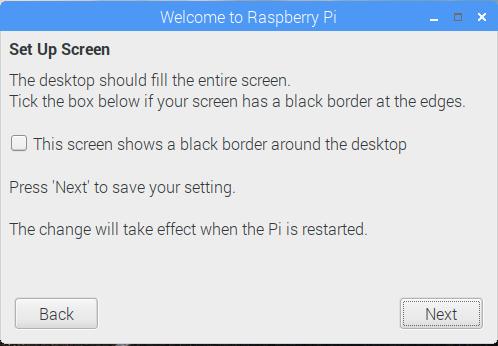 Welcome to Raspberry Pi
Set Up Screen
The desktop should fill the entire screen.
Tick the box below if your screen has a black border at the edges.
This screen shows a black border around the desktop
Press 'Next' to save your setting.
The change will take effect when the Pi is restarted.
Back
Next